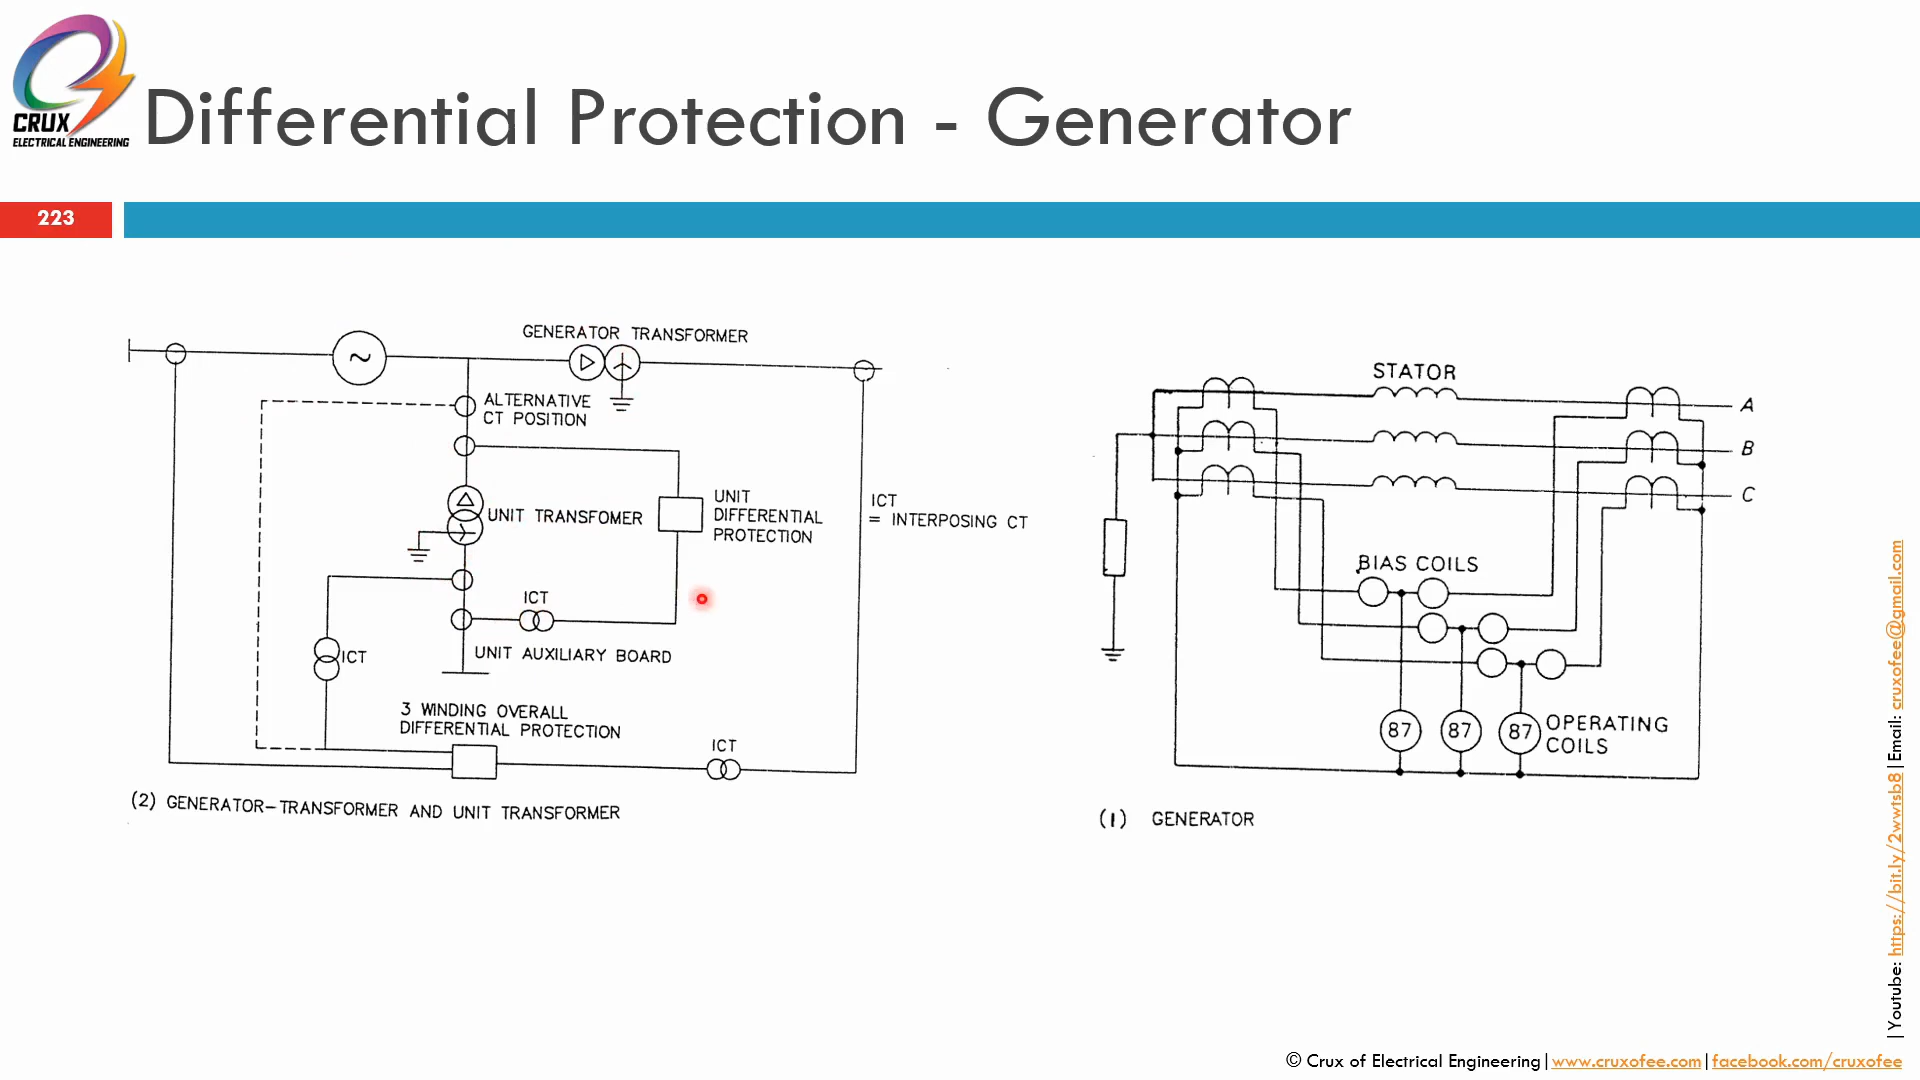 CRUX
ELECTRICAL ENGINEERING
Differential Protection - Generator
223
GENERATOR TRANSFORMER
ALTERNATIVE
CT POSITION
UNIT TRANSFOMER
UNIT
DIFFERENTIAL
PROTECTION
ICT
= INTERPOSING CT
ICT
ICT
UNIT AUXILIARY BOARD
3 WINDING OVERALL
DIFFERENTIAL PROTECTION
ICT
(2) GENERATOR-TRANSFORMER AND UNIT TRANSFORMER
STATOR
A
B
C
BIAS COILS
87
87
87
OPERATING
COILS
(1) GENERATOR
|Youtube: https://bit.ly/2wwtsb8|Email: cruxofee@gmail.com
© Crux of Electrical Engineering|www.cruxofee.com|facebook.com/cruxofee